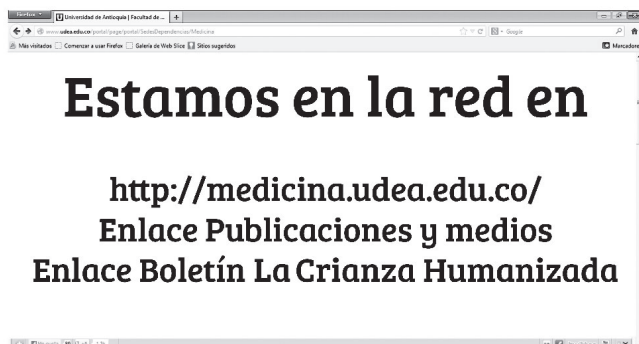 Firefox
Universidad de Antioquia | Facultad de ...
www.udea.edu.co/portal/page/portal/SedesDependencias/Medicina
Google
Más visitados Comenzar a usar Firefox Galería de Web Slice Sitios sugeridos
Marcadores
Estamos en la red en
http://medicina.udea.edu.co/
Enlace Publicaciones y medios
Enlace Boletín La Crianza Humanizada